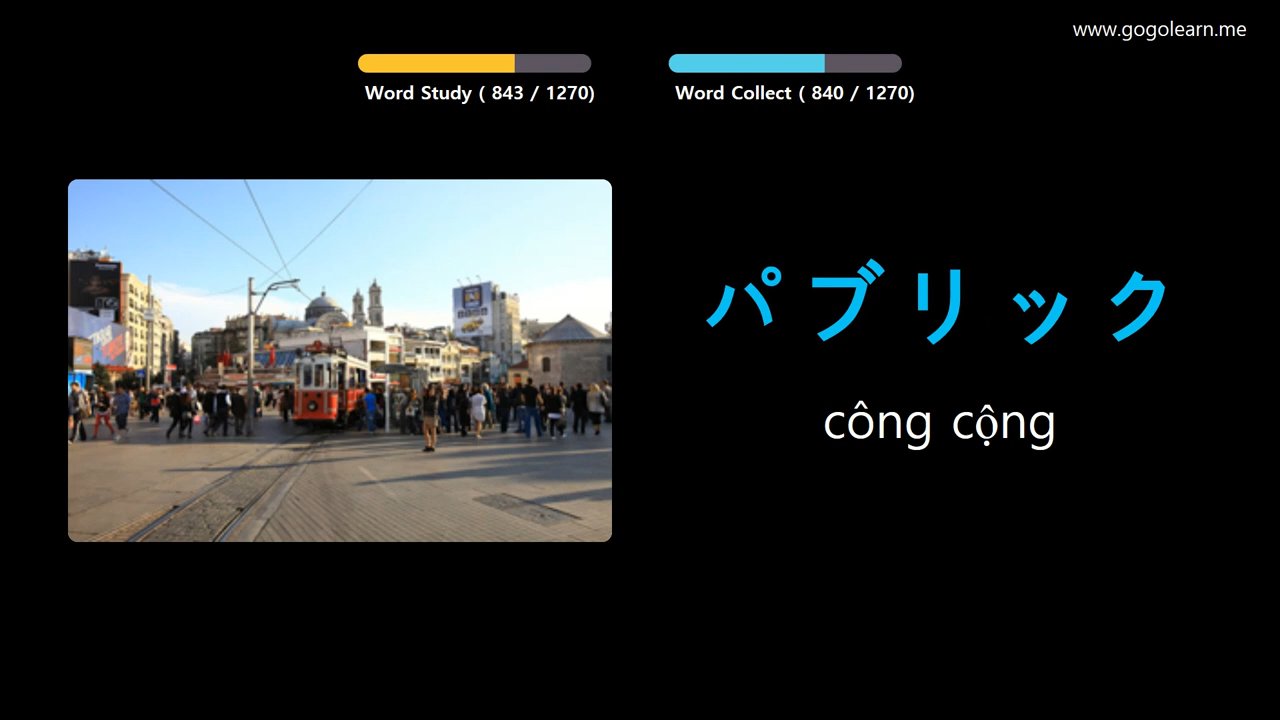 www.gogolearn.me
Word Study ( 843 / 1270)
Word Collect ( 840 / 1270)
パブリック
công cộng